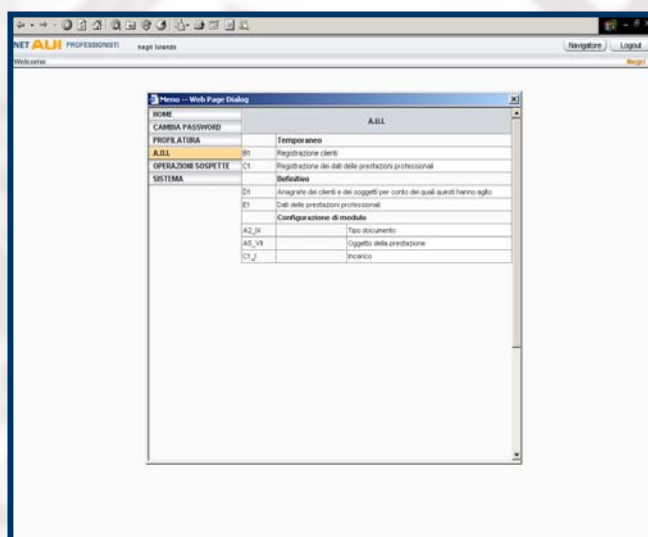 NET AUI PROFESSIONISTI negri lorenzo Navigatore Logout
Welcome Negri
Menu -- Web Page Dialog
HOME
CAMBIA PASSWORD
PROFILATURA
A.U.I.
OPERAZIONI SOSPETTE
SISTEMA
A.U.I.
Temporaneo
B1 Registrazione clienti
C1 Registrazione dei dati delle prestazioni professionali
Definitivo
D1 Anagrafe dei clienti e dei soggetti per conto dei quali questi hanno agito
E1 Dati delle prestazioni professionali
Configurazione di modulo
A2_IX Tipo documento
A5_VII Oggetto della prestazione
C1_I Incarico